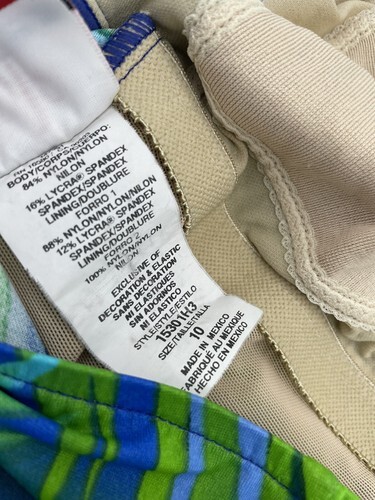 BODY/CORPS/CUERPO:
84% NYLON/NYLON
NILON
16% LYCRA® SPANDEX
SPANDEX/SPANDEX
LINING/DOUBLURE
FORRO 1
88% NYLON/NYLON/NILON
12% LYCRA® SPANDEX
SPANDEX/SPANDEX
LINING/DOUBLURE
FORRO 2
100% NYLON/NYLON
NILON
EXCLUSIVE OF
DECORATION & ELASTIC
SANS DECORATION
NI ELASTIQUES
SIN ADORNOS
NI ELASTICO
STYLE/STYLE/ESTILO
SIZE/TAILLE/TALLA
10
MADE IN MEXICO
FABRIQUÉ AU MEXIQUE
HECHO EN MEXICO